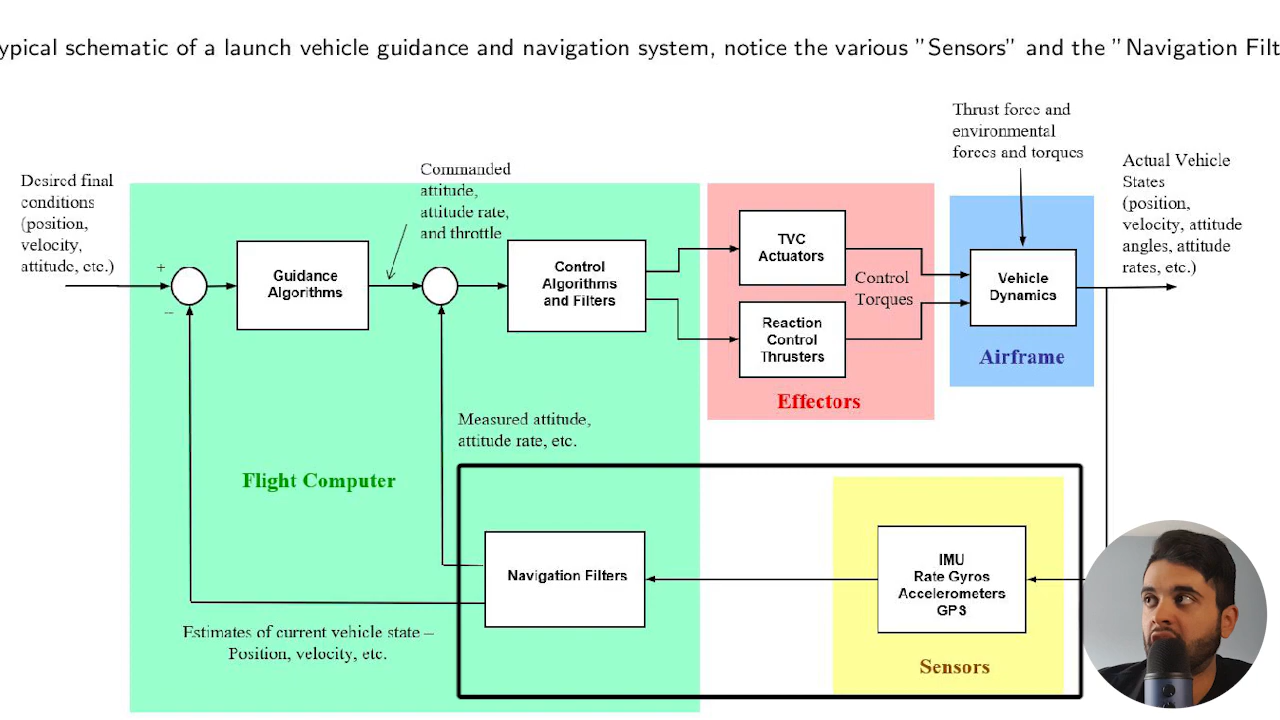 ypical schematic of a launch vehicle guidance and navigation system, notice the various "Sensors" and the "Navigation Filt
Thrust force and
environmental
forces and torques
Actual Vehicle
States
(position,
velocity, attitude
angles, attitude
rates, etc.)
Desired final
conditions
(position,
velocity,
attitude, etc.)
Commanded
attitude,
attitude rate,
and throttle
+
–
Guidance
Algorithms
Control
Algorithms
and Filters
TVC
Actuators
Reaction
Control
Thrusters
Control
Torques
Effectors
Vehicle
Dynamics
Airframe
Measured attitude,
attitude rate, etc.
Flight Computer
Navigation Filters
IMU
Rate Gyros
Accelerometers
GPS
Sensors
Estimates of current vehicle state –
Position, velocity, etc.